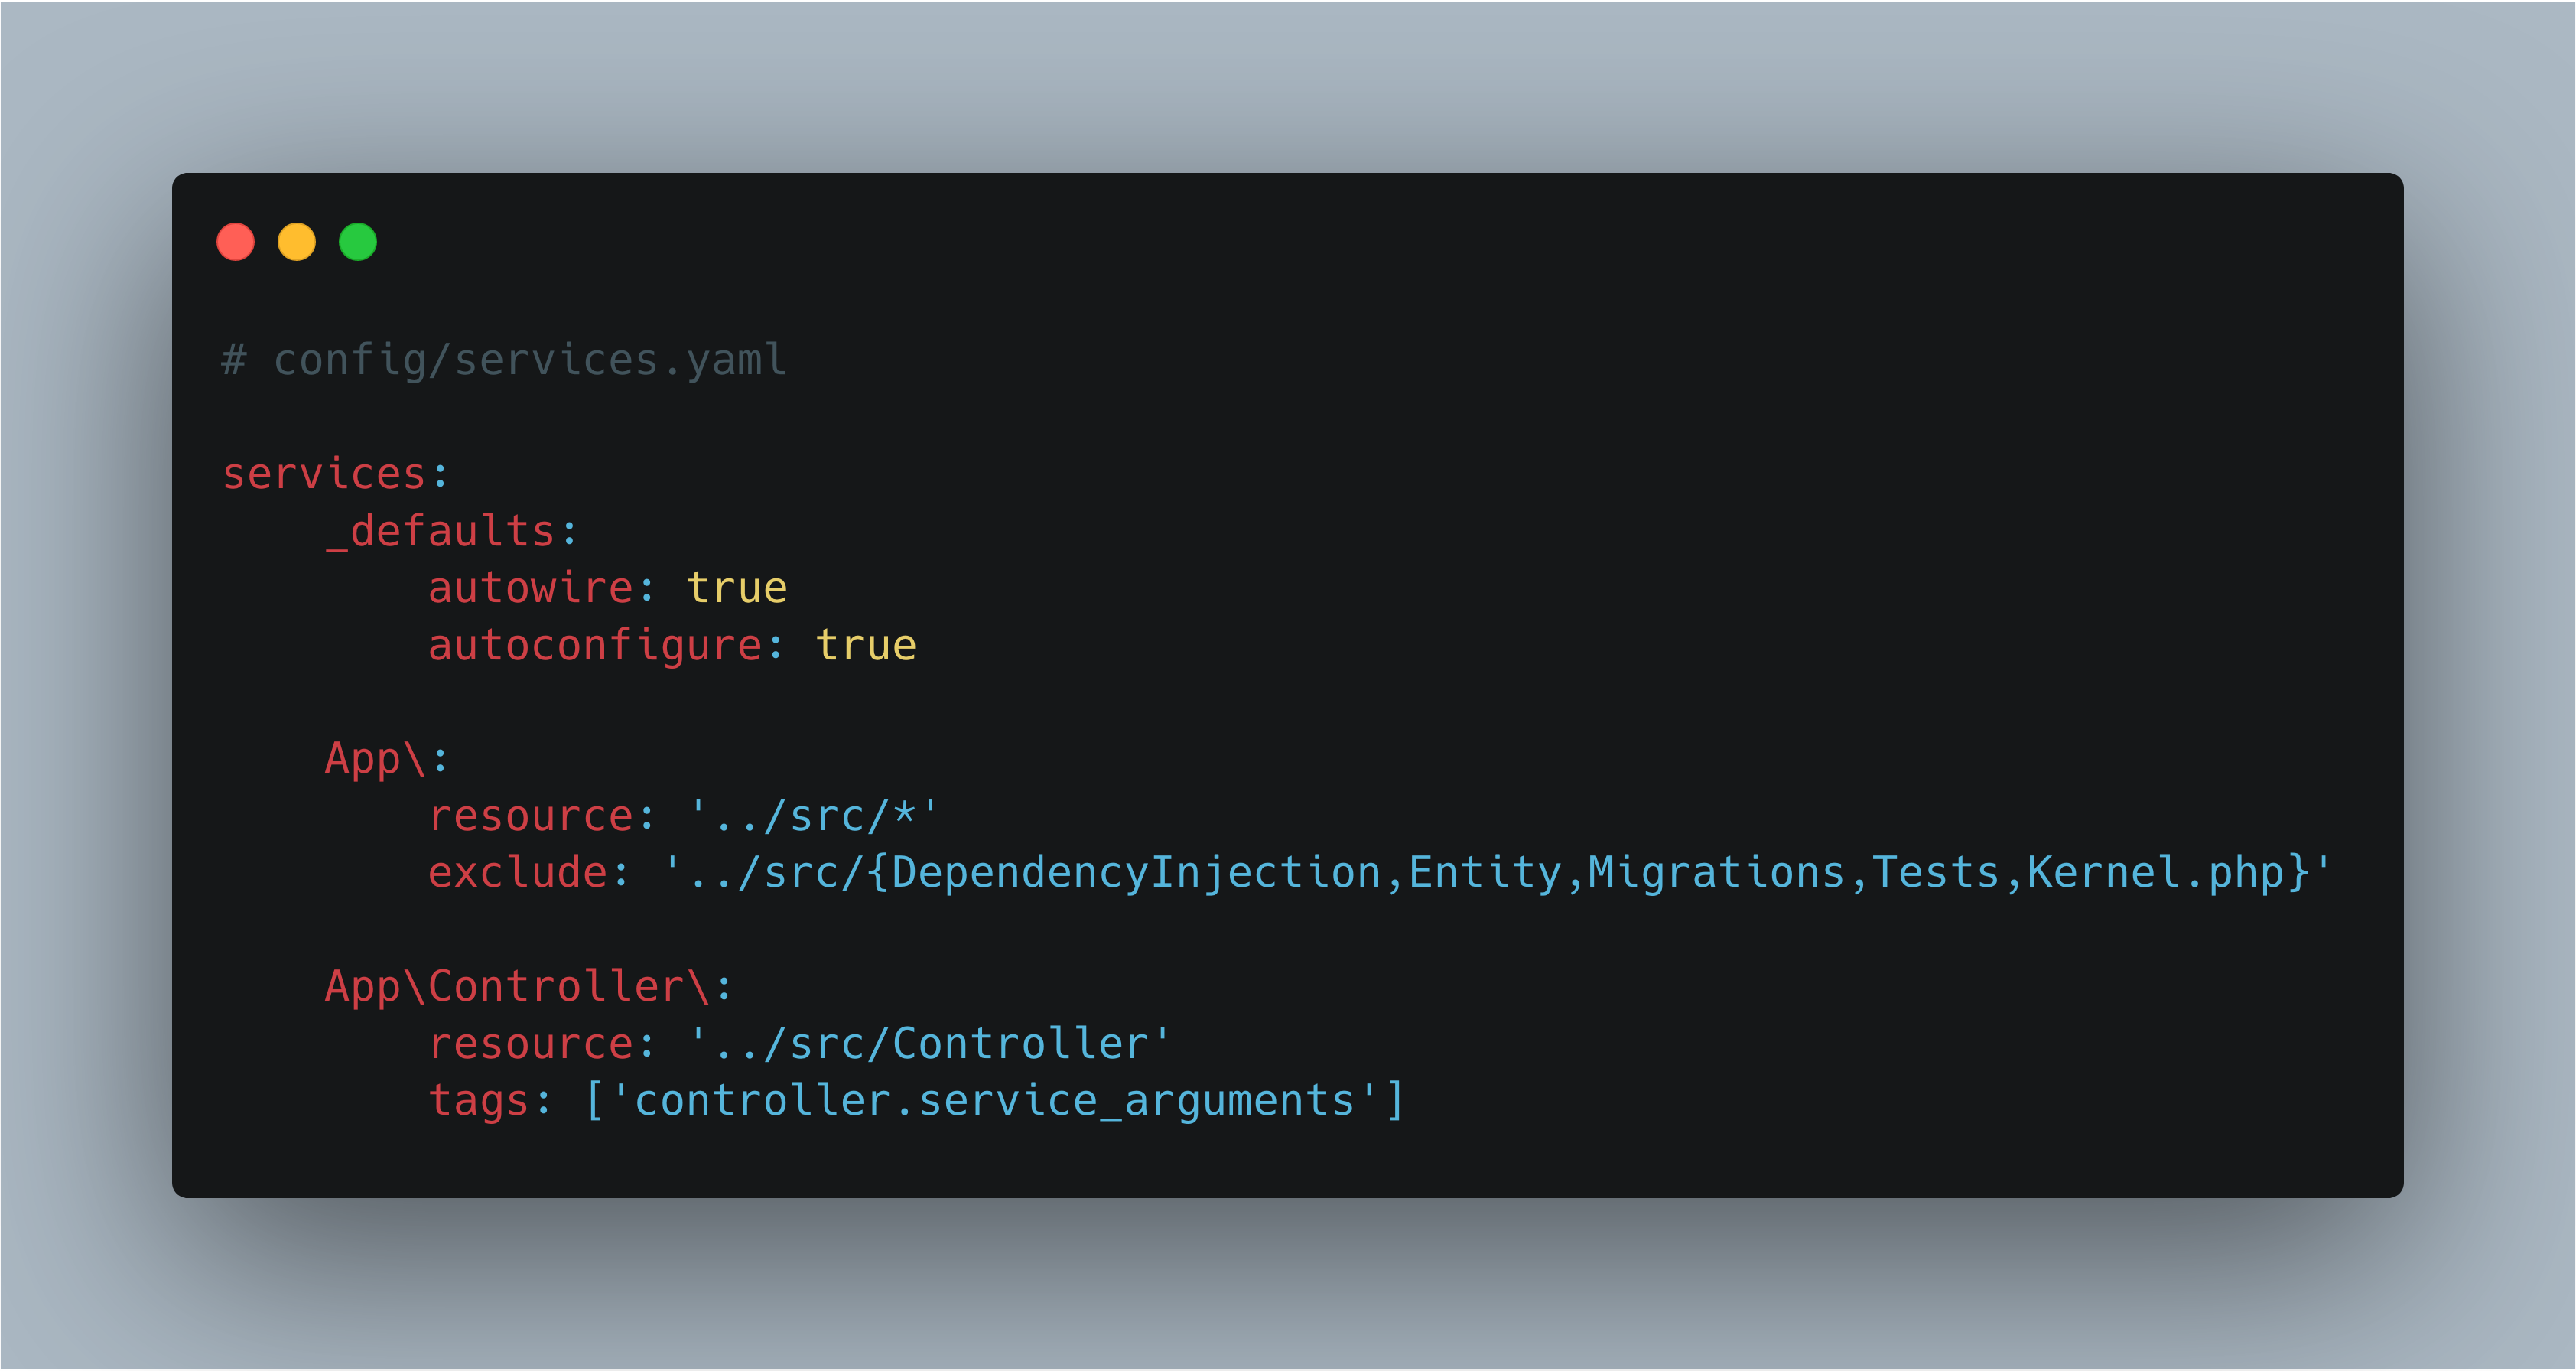 # config/services.yaml
services:
    _defaults:
        autowire: true
        autoconfigure: true
    App\:
        resource: '../src/*'
        exclude: '../src/{DependencyInjection,Entity,Migrations,Tests,Kernel.php}'
    App\Controller\:
        resource: '../src/Controller'
        tags: ['controller.service_arguments']